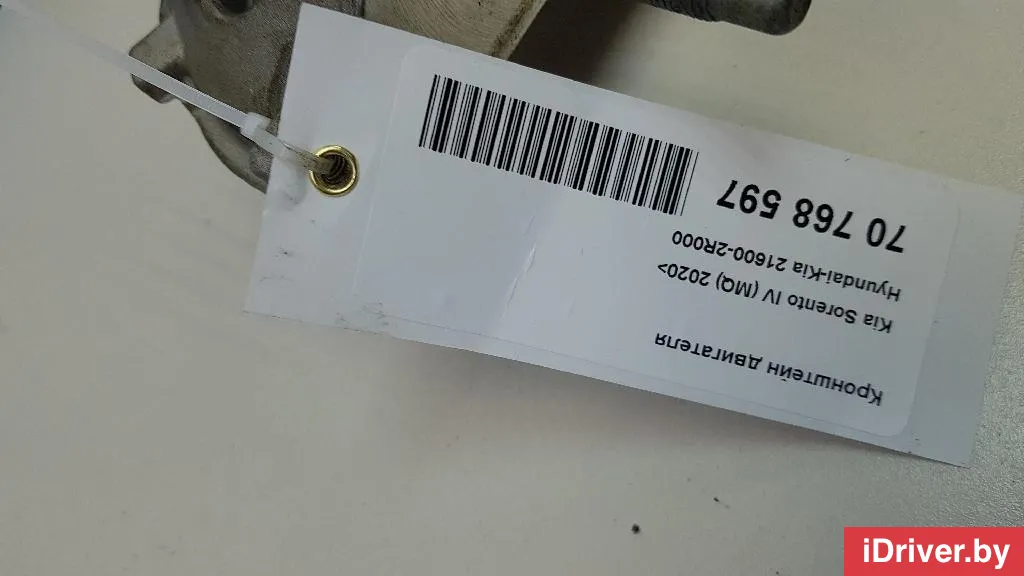 Кронштейн двигателя
Kia Sorento IV (MQ) 2020>
Hyundai-Kia 21600-2R000
70 768 597
iDriver.by